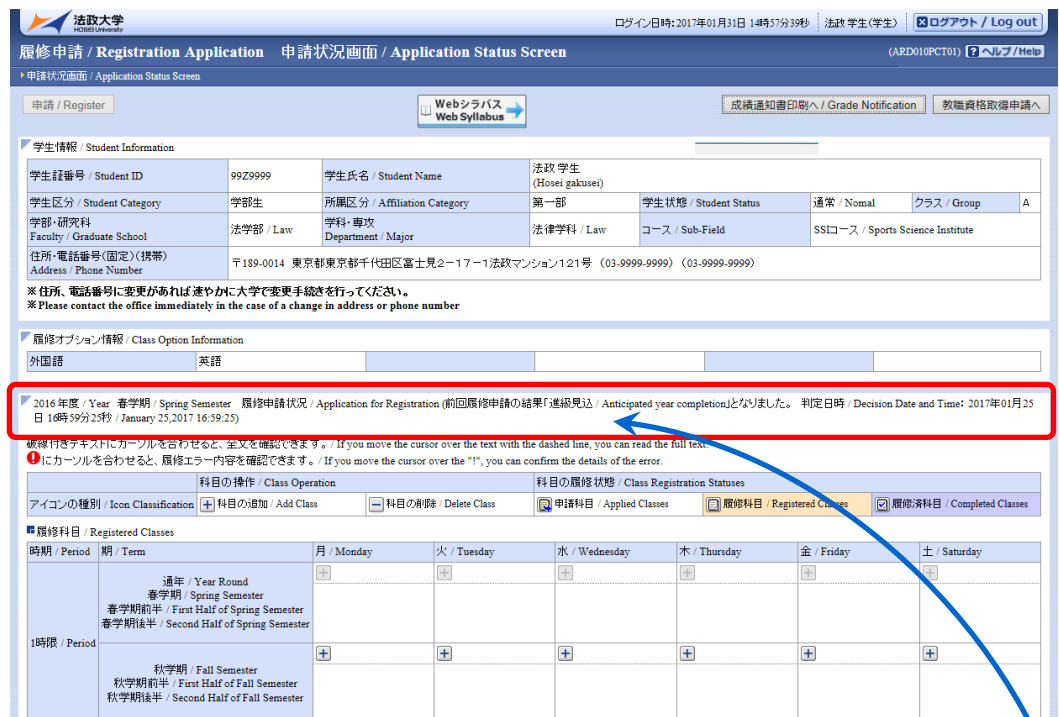 法政大学
HOSEI University
ログイン日時:2017年01月31日 14時57分39秒 法政 学生(学生) ログアウト / Log out
履修申請 / Registration Application 申請状況画面 / Application Status Screen (ARD010PCT01) ? ヘルプ/Help
申請状況画面 / Application Status Screen
申請 / Register Webシラバス Web Syllabus 成績通知書印刷へ / Grade Notification 教職資格取得申請へ
学生情報 / Student Information
学生証番号 / Student ID 99Z9999 学生氏名 / Student Name 法政 学生
(Hosei gakusei)
学生区分 / Student Category 学部生 所属区分 / Affiliation Category 第一部 学生状態 / Student Status 通常 / Nomal クラス / Group A
学部・研究科
Faculty / Graduate School 法学部 / Law 学科・専攻
Department / Major 法律学科 / Law コース / Sub-Field SSIコース / Sports Science Institute
住所・電話番号(固定)(携帯)
Address / Phone Number 〒189-0014 東京都東京都千代田区富士見2-17-1法政マンション121号 (03-9999-9999) (03-9999-9999)
※住所、電話番号に変更があれば速やかに大学で変更手続きを行ってください。
※Please contact the office immediately in the case of a change in address or phone number
履修オプション情報 / Class Option Information
外国語 英語
2016 年度 / Year 春学期 / Spring Semester 履修申請状況 / Application for Registration (前回履修申請の結果「進級見込 / Anticipated year completion」となりました。 判定日時 / Decision Date and Time: 2017年01月25
日 16時59分25秒 / January 25,2017 16:59:25)
破線付きテキストにカーソルを合わせると、全文を確認できます。/ If you move the cursor over the text with the dashed line, you can read the full text.
!にカーソルを合わせると、履修エラー内容を確認できます。/ If you move the cursor over the "!", you can confirm the details of the error.
科目の操作 / Class Operation 科目の履修状態 / Class Registration Statuses
アイコンの種別 / Icon Classification + 科目の追加 / Add Class − 科目の削除 / Delete Class 申請科目 / Applied Classes 履修科目 / Registered Classes 履修済科目 / Completed Classes
履修科目 / Registered Classes
時期 / Period 期 / Term 月 / Monday 火 / Tuesday 水 / Wednesday 木 / Thursday 金 / Friday 土 / Saturday
1時限 / Period
通年 / Year Round
春学期 / Spring Semester
春学期前半 / First Half of Spring Semester
春学期後半 / Second Half of Spring Semester
秋学期 / Fall Semester
秋学期前半 / First Half of Fall Semester
秋学期後半 / Second Half of Fall Semester